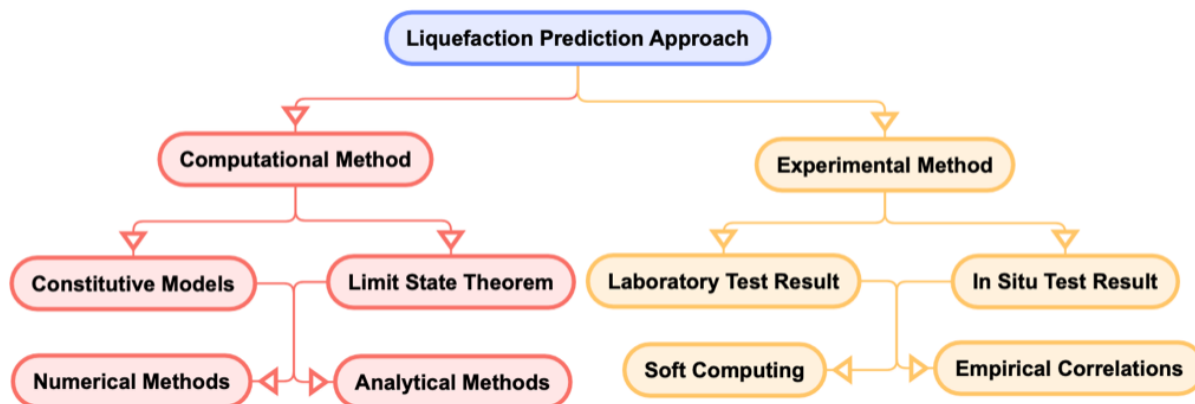 Liquefaction Prediction Approach
Computational Method
Experimental Method
Constitutive Models
Limit State Theorem
Laboratory Test Result
In Situ Test Result
Numerical Methods
Analytical Methods
Soft Computing
Empirical Correlations